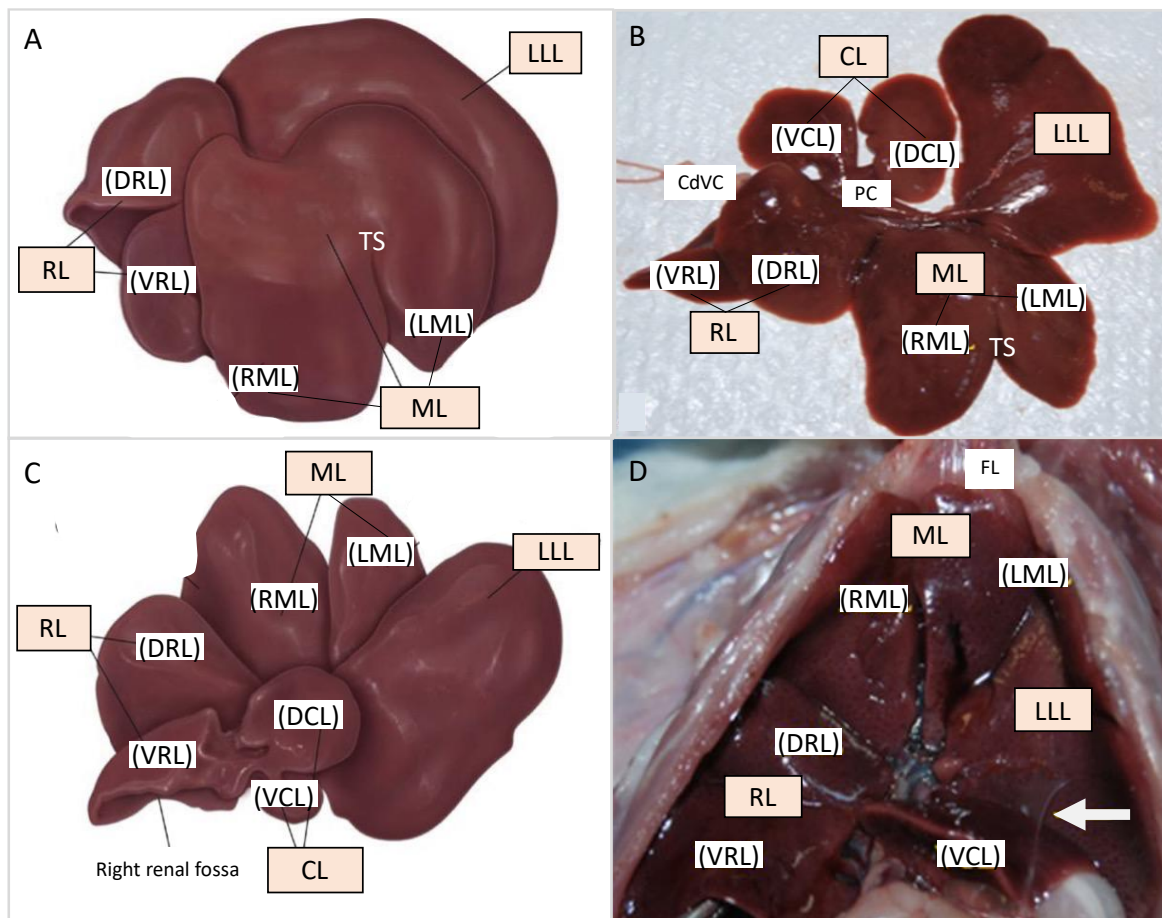 A
LLL
(DRL)
RL
(VRL)
TS
(LML)
(RML)
ML
B
CL
(VCL)
(DCL)
LLL
CdVC
PC
(VRL)
(DRL)
ML
(LML)
RL
(RML)
TS
C
ML
(LML)
LLL
(RML)
RL
(DRL)
(DCL)
(VRL)
(VCL)
Right renal fossa
CL
D
FL
ML
(LML)
(RML)
LLL
(DRL)
RL
(VRL)
(VCL)